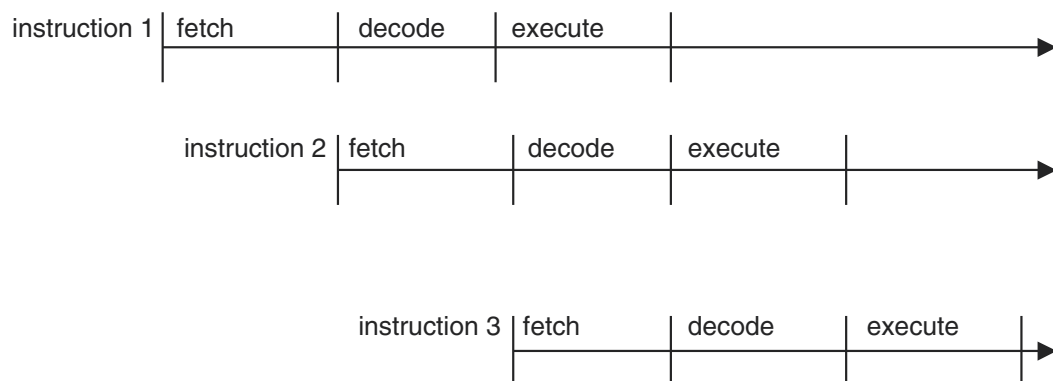 instruction 1 fetch decode execute
instruction 2 fetch decode execute
instruction 3 fetch decode execute